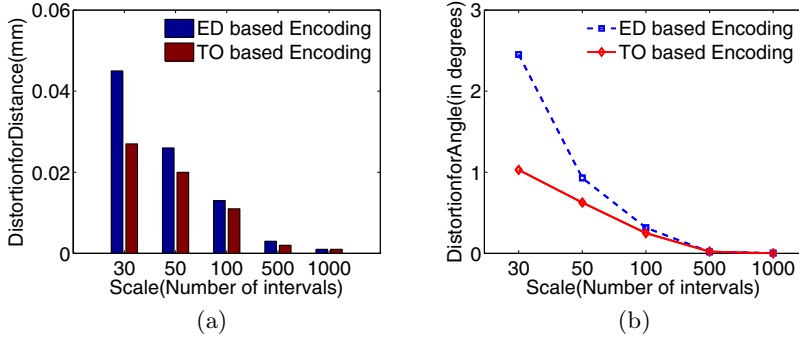 0.06
0.04
0.02
0
DistortionforDistance(mm)
ED based Encoding
TO based Encoding
30 50 100 500 1000
Scale(Number of intervals)
(a)
3
2
1
0
DistortionforAngle(in degrees)
ED based Encoding
TO based Encoding
30 50 100 500 1000
Scale(Number of intervals)
(b)